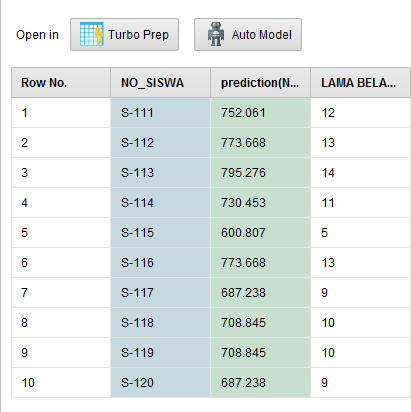 Open in Turbo Prep Auto Model
Row No. NO_SISWA prediction(N... LAMA BELA...
1 S-111 752.061 12
2 S-112 773.668 13
3 S-113 795.276 14
4 S-114 730.453 11
5 S-115 600.807 5
6 S-116 773.668 13
7 S-117 687.238 9
8 S-118 708.845 10
9 S-119 708.845 10
10 S-120 687.238 9